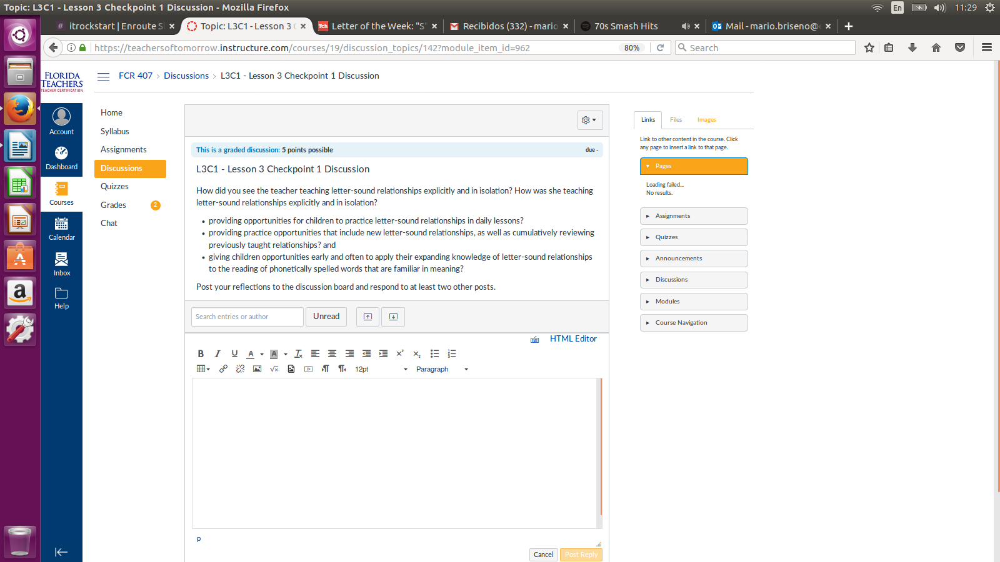 Topic: L3C1 - Lesson 3 Checkpoint 1 Discussion - Mozilla Firefox
En
11:29
# itrockstart | Enroute S
Topic: L3C1 - Lesson 3 C
Tch Letter of the Week: "S"
Recibidos (332) - mario
70s Smash Hits
Mail - mario.briseno@
https://teachersoftomorrow.instructure.com/courses/19/discussion_topics/142?module_item_id=962
80%
Search
FLORIDA
TEACHERS
TEACHER CERTIFICATION
FCR 407 › Discussions › L3C1 - Lesson 3 Checkpoint 1 Discussion
Account
Dashboard
Courses
Calendar
Inbox
Help
Home
Syllabus
Assignments
Discussions
Quizzes
Grades 2
Chat
This is a graded discussion: 5 points possible
due -
L3C1 - Lesson 3 Checkpoint 1 Discussion
How did you see the teacher teaching letter-sound relationships explicitly and in isolation? How was she teaching
letter-sound relationships explicitly and in isolation?
• providing opportunities for children to practice letter-sound relationships in daily lessons?
• providing practice opportunities that include new letter-sound relationships, as well as cumulatively reviewing
previously taught relationships? and
• giving children opportunities early and often to apply their expanding knowledge of letter-sound relationships
to the reading of phonetically spelled words that are familiar in meaning?
Post your reflections to the discussion board and respond to at least two other posts.
Search entries or author
Unread
HTML Editor
12pt
Paragraph
p
Cancel
Post Reply
Links
Files
Images
Link to other content in the course. Click
any page to insert a link to that page.
Pages
Loading failed...
No results.
Assignments
Quizzes
Announcements
Discussions
Modules
Course Navigation